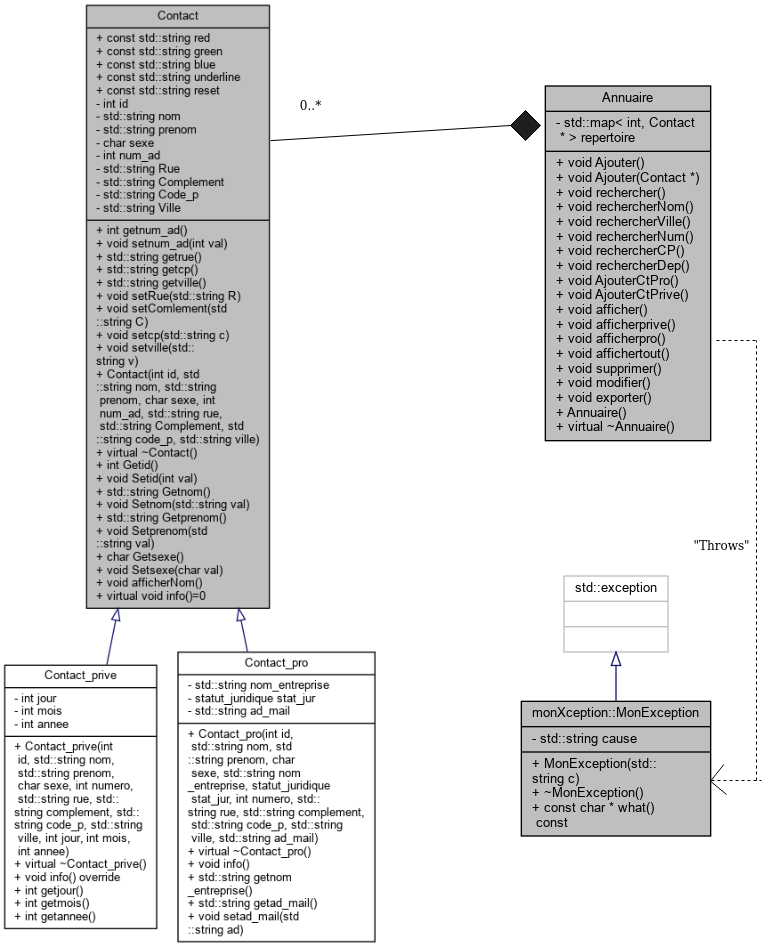 Contact
+ const std::string red
+ const std::string green
+ const std::string blue
+ const std::string underline
+ const std::string reset
- int id
- std::string nom
- std::string prenom
- char sexe
- int num_ad
- std::string Rue
- std::string Complement
- std::string Code_p
- std::string Ville
+ int getnum_ad()
+ void setnum_ad(int val)
+ std::string getrue()
+ std::string getcp()
+ std::string getville()
+ void setRue(std::string R)
+ void setComlement(std
::string C)
+ void setcp(std::string c)
+ void setville(std::
string v)
+ Contact(int id, std
::string nom, std::string
prenom, char sexe, int
num_ad, std::string rue,
std::string Complement, std
::string code_p, std::string ville)
+ virtual ~Contact()
+ int Getid()
+ void Setid(int val)
+ std::string Getnom()
+ void Setnom(std::string val)
+ std::string Getprenom()
+ void Setprenom(std
::string val)
+ char Getsexe()
+ void Setsexe(char val)
+ void afficherNom()
+ virtual void info()=0
0..*
Annuaire
- std::map< int, Contact
* > repertoire
+ void Ajouter()
+ void Ajouter(Contact *)
+ void rechercher()
+ void rechercherNom()
+ void rechercherVille()
+ void rechercherNum()
+ void rechercherCP()
+ void rechercherDep()
+ void AjouterCtPro()
+ void AjouterCtPrive()
+ void afficher()
+ void afficherprive()
+ void afficherpro()
+ void affichertout()
+ void supprimer()
+ void modifier()
+ void exporter()
+ Annuaire()
+ virtual ~Annuaire()
"Throws"
std::exception
monXception::MonException
- std::string cause
+ MonException(std::
string c)
+ ~MonException()
+ const char * what()
const
Contact_prive
- int jour
- int mois
- int annee
+ Contact_prive(int
id, std::string nom,
std::string prenom,
char sexe, int numero,
std::string rue, std::
string complement, std::
string code_p, std::string
ville, int jour, int mois,
int annee)
+ virtual ~Contact_prive()
+ void info() override
+ int getjour()
+ int getmois()
+ int getannee()
Contact_pro
- std::string nom_entreprise
- statut_juridique stat_jur
- std::string ad_mail
+ Contact_pro(int id,
std::string nom, std
::string prenom, char
sexe, std::string nom
_entreprise, statut_juridique
stat_jur, int numero, std::
string rue, std::string complement,
std::string code_p, std::string
ville, std::string ad_mail)
+ virtual ~Contact_pro()
+ void info()
+ std::string getnom
_entreprise()
+ std::string getad_mail()
+ void setad_mail(std
::string ad)